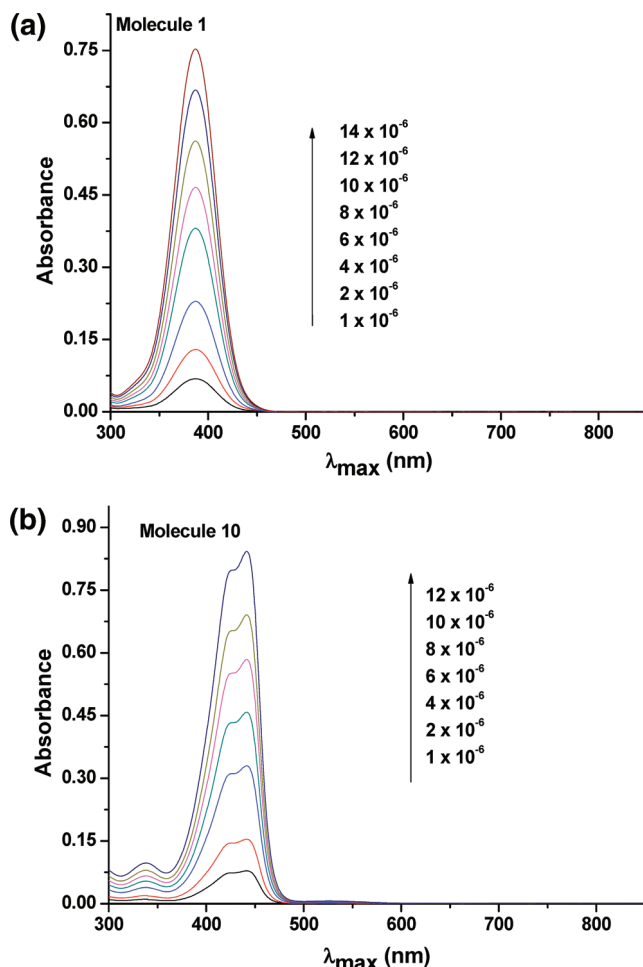 (a)
Molecule 1
Absorbance
0.75
0.60
0.45
0.30
0.15
0.00
14 x 10⁻⁶
12 x 10⁻⁶
10 x 10⁻⁶
8 x 10⁻⁶
6 x 10⁻⁶
4 x 10⁻⁶
2 x 10⁻⁶
1 x 10⁻⁶
300 400 500 600 700 800
λmax (nm)
(b)
Molecule 10
Absorbance
0.90
0.75
0.60
0.45
0.30
0.15
0.00
12 x 10⁻⁶
10 x 10⁻⁶
8 x 10⁻⁶
6 x 10⁻⁶
4 x 10⁻⁶
2 x 10⁻⁶
1 x 10⁻⁶
300 400 500 600 700 800
λmax (nm)